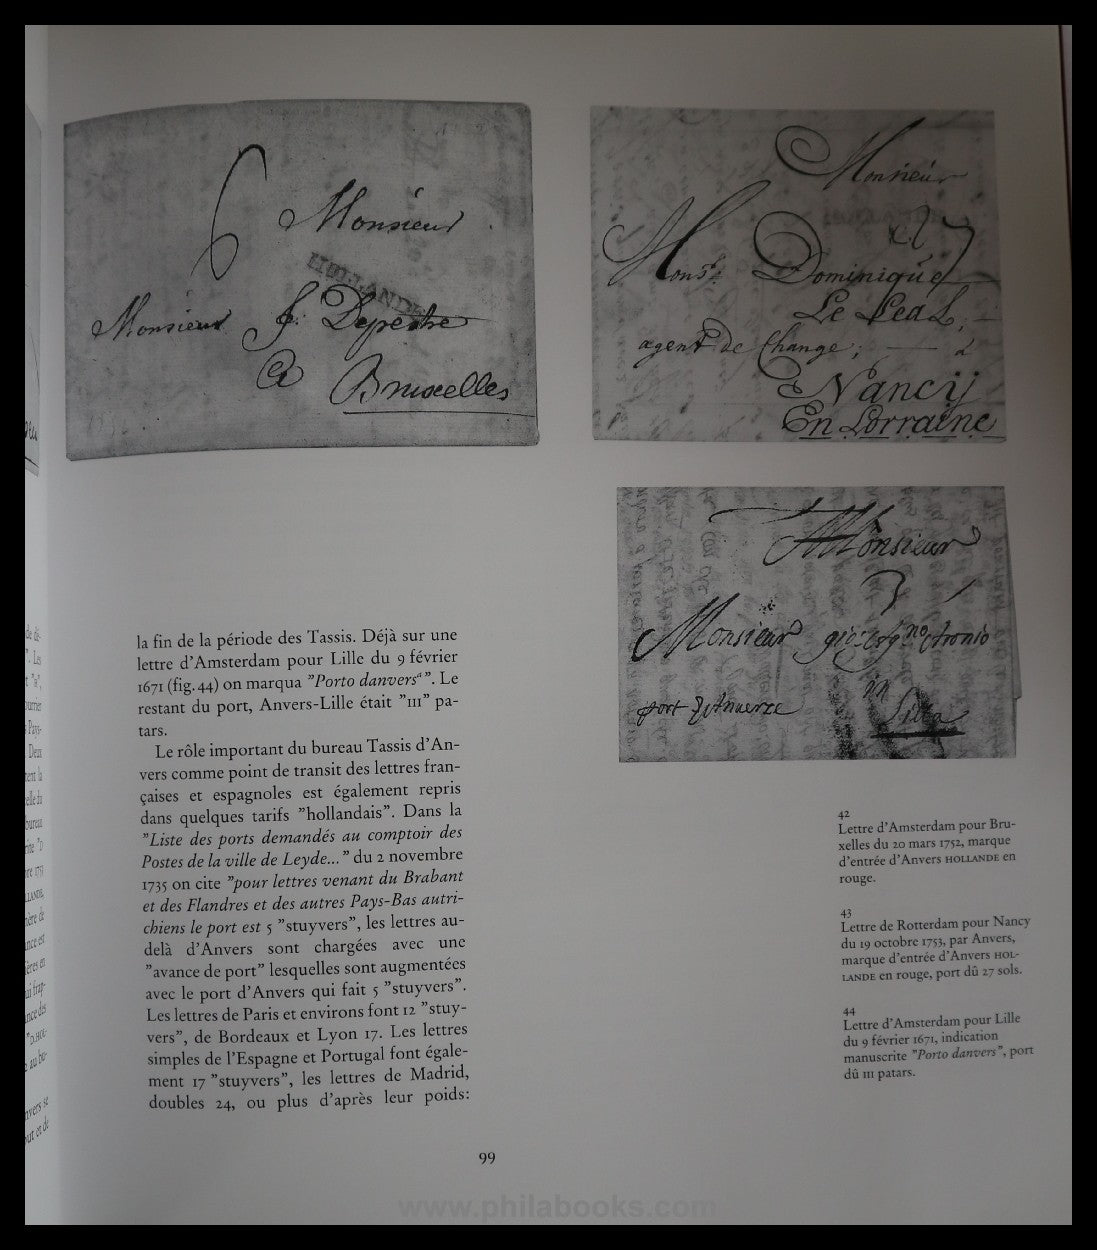 6
Monsieur
HOLLANDE
Monsieur J: Depestre
A
Bruxelles
Monsieur
27
Mons.r Dominique
Le Leal,
agent de Change; — à
Nancÿ
En Lorraine
Monsieur
Monsieur
Lilla
la fin de la période des Tassis. Déjà sur une
lettre d'Amsterdam pour Lille du 9 février
1671 (fig. 44) on marqua "Porto danversᵃ". Le
restant du port, Anvers-Lille était "III" pa-
tars.
Le rôle important du bureau Tassis d'An-
vers comme point de transit des lettres fran-
çaises et espagnoles est également repris
dans quelques tarifs "hollandais". Dans la
"Liste des ports demandés au comptoir des
Postes de la ville de Leyde..." du 2 novembre
1735 on cite "pour lettres venant du Brabant
et des Flandres et des autres Pays-Bas autri-
chiens le port est 5 "stuyvers", les lettres au-
delà d'Anvers sont chargées avec une
"avance de port" lesquelles sont augmentées
avec le port d'Anvers qui fait 5 "stuyvers".
Les lettres de Paris et environs font 12 "stuy-
vers", de Bordeaux et Lyon 17. Les lettres
simples de l'Espagne et Portugal font égale-
ment 17 "stuyvers", les lettres de Madrid,
doubles 24, ou plus d'après leur poids:
42
Lettre d'Amsterdam pour Bru-
xelles du 20 mars 1752, marque
d'entrée d'Anvers HOLLANDE en
rouge.
43
Lettre de Rotterdam pour Nancy
du 19 octobre 1753, par Anvers,
marque d'entrée d'Anvers HOL-
LANDE en rouge, port dû 27 sols.
44
Lettre d'Amsterdam pour Lille
du 9 février 1671, indication
manuscrite "Porto danvers", port
dû III patars.
99
www.philabooks.com